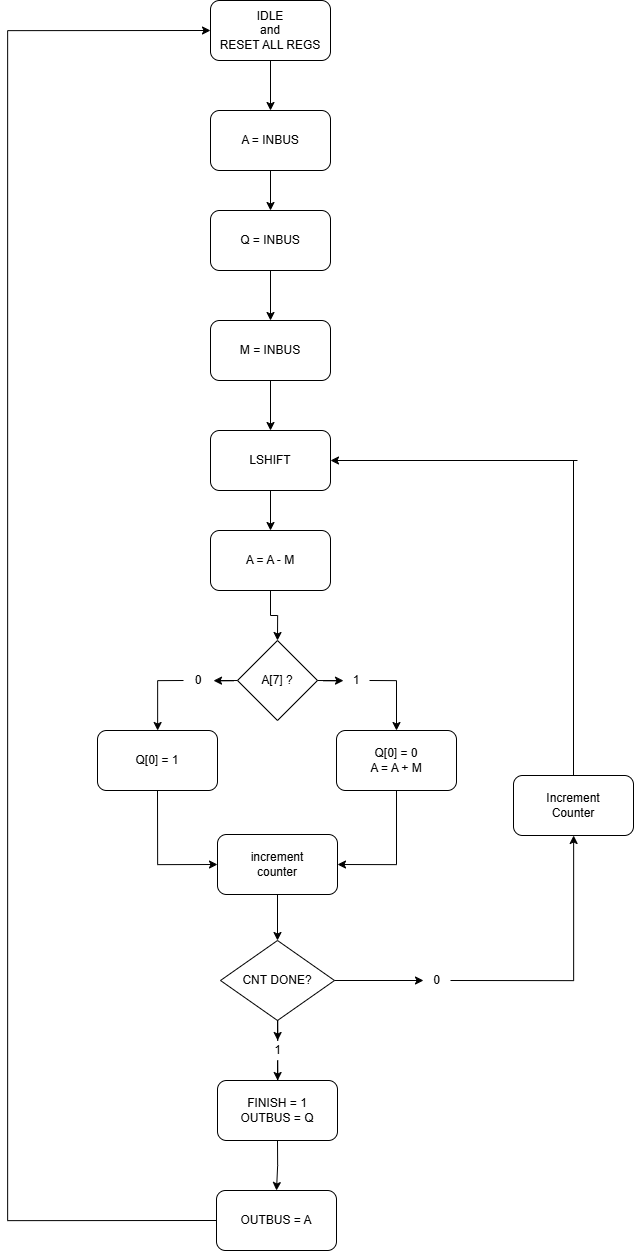 IDLE
and
RESET ALL REGS
A = INBUS
Q = INBUS
M = INBUS
LSHIFT
A = A - M
A[7] ?
0
1
Q[0] = 1
Q[0] = 0
A = A + M
Increment
Counter
increment
counter
CNT DONE?
0
1
FINISH = 1
OUTBUS = Q
OUTBUS = A